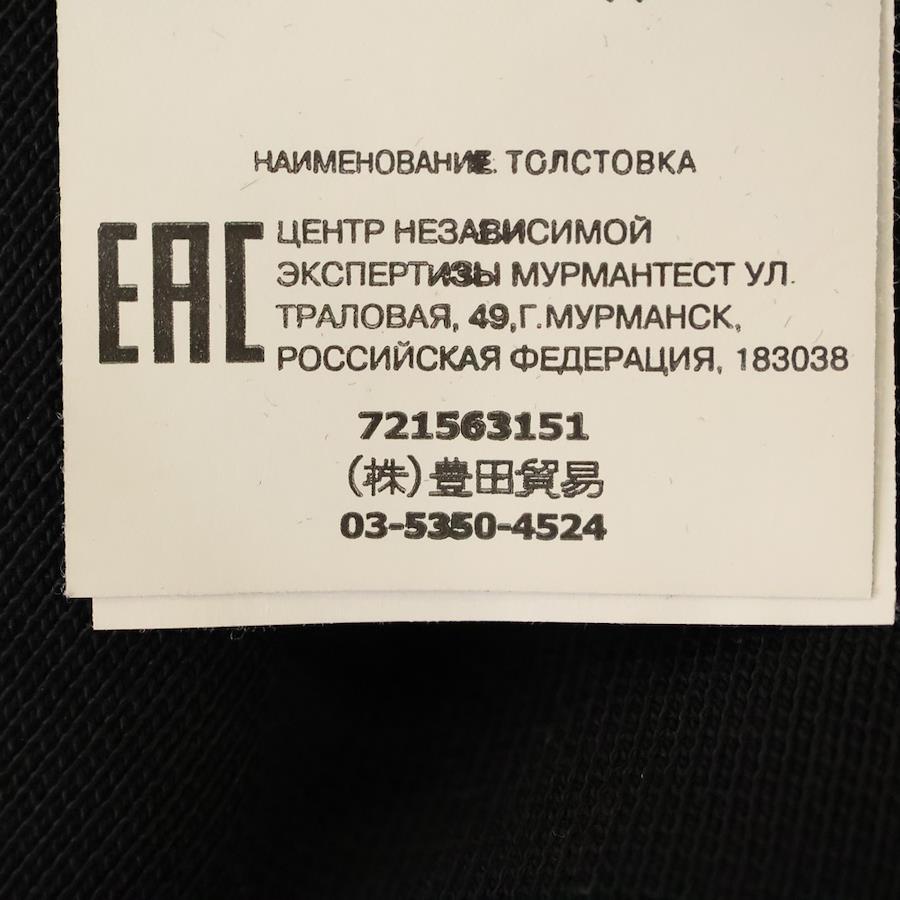 НАИМЕНОВАНИЕ: ТОЛСТОВКА
EAC
ЦЕНТР НЕЗАВИСИМОЙ
ЭКСПЕРТИЗЫ МУРМАНТЕСТ УЛ.
ТРАЛОВАЯ, 49,Г.МУРМАНСК,
РОССИЙСКАЯ ФЕДЕРАЦИЯ, 183038
721563151
(株)豊田貿易
03-5350-4524